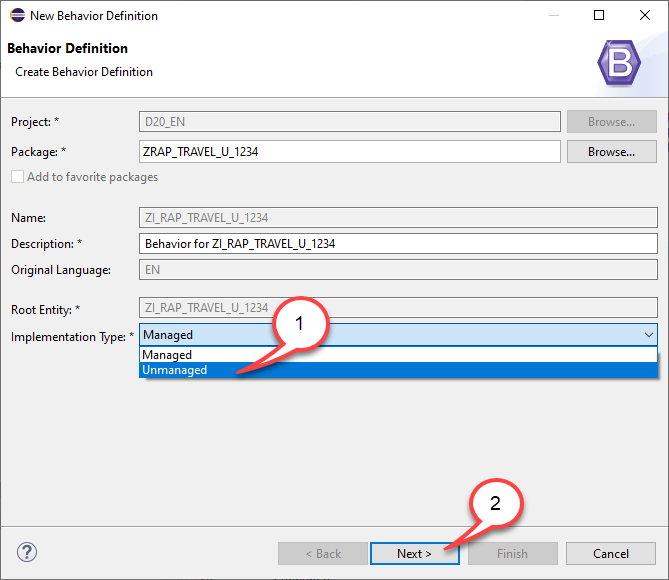 New Behavior Definition
Behavior Definition
Create Behavior Definition
B
Project: * D20_EN Browse...
Package: * ZRAP_TRAVEL_U_1234 Browse...
Add to favorite packages
Name: ZI_RAP_TRAVEL_U_1234
Description: * Behavior for ZI_RAP_TRAVEL_U_1234
Original Language: EN
Root Entity: * ZI_RAP_TRAVEL_U_1234
1
Implementation Type: * Managed
Managed
Unmanaged
2
? < Back Next > Finish Cancel